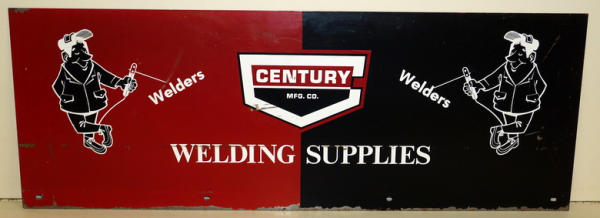 Welders
CENTURY
MFG. CO.
Welders
WELDING SUPPLIES